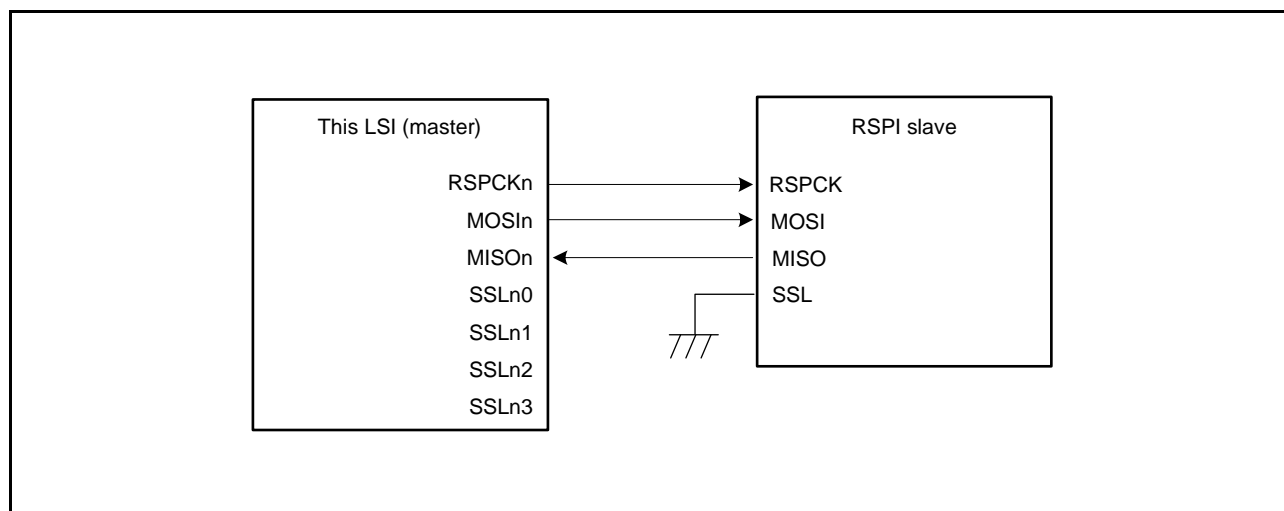 This LSI (master)
RSPCKn
MOSIn
MISOn
SSLn0
SSLn1
SSLn2
SSLn3
RSPI slave
RSPCK
MOSI
MISO
SSL